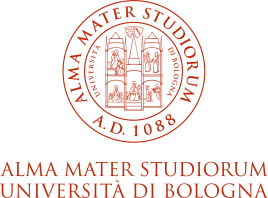 ALMA MATER STUDIORUM
UNIVERSITÀ DI BOLOGNA
A.D. 1088
ALMA MATER STUDIORUM
UNIVERSITÀ DI BOLOGNA